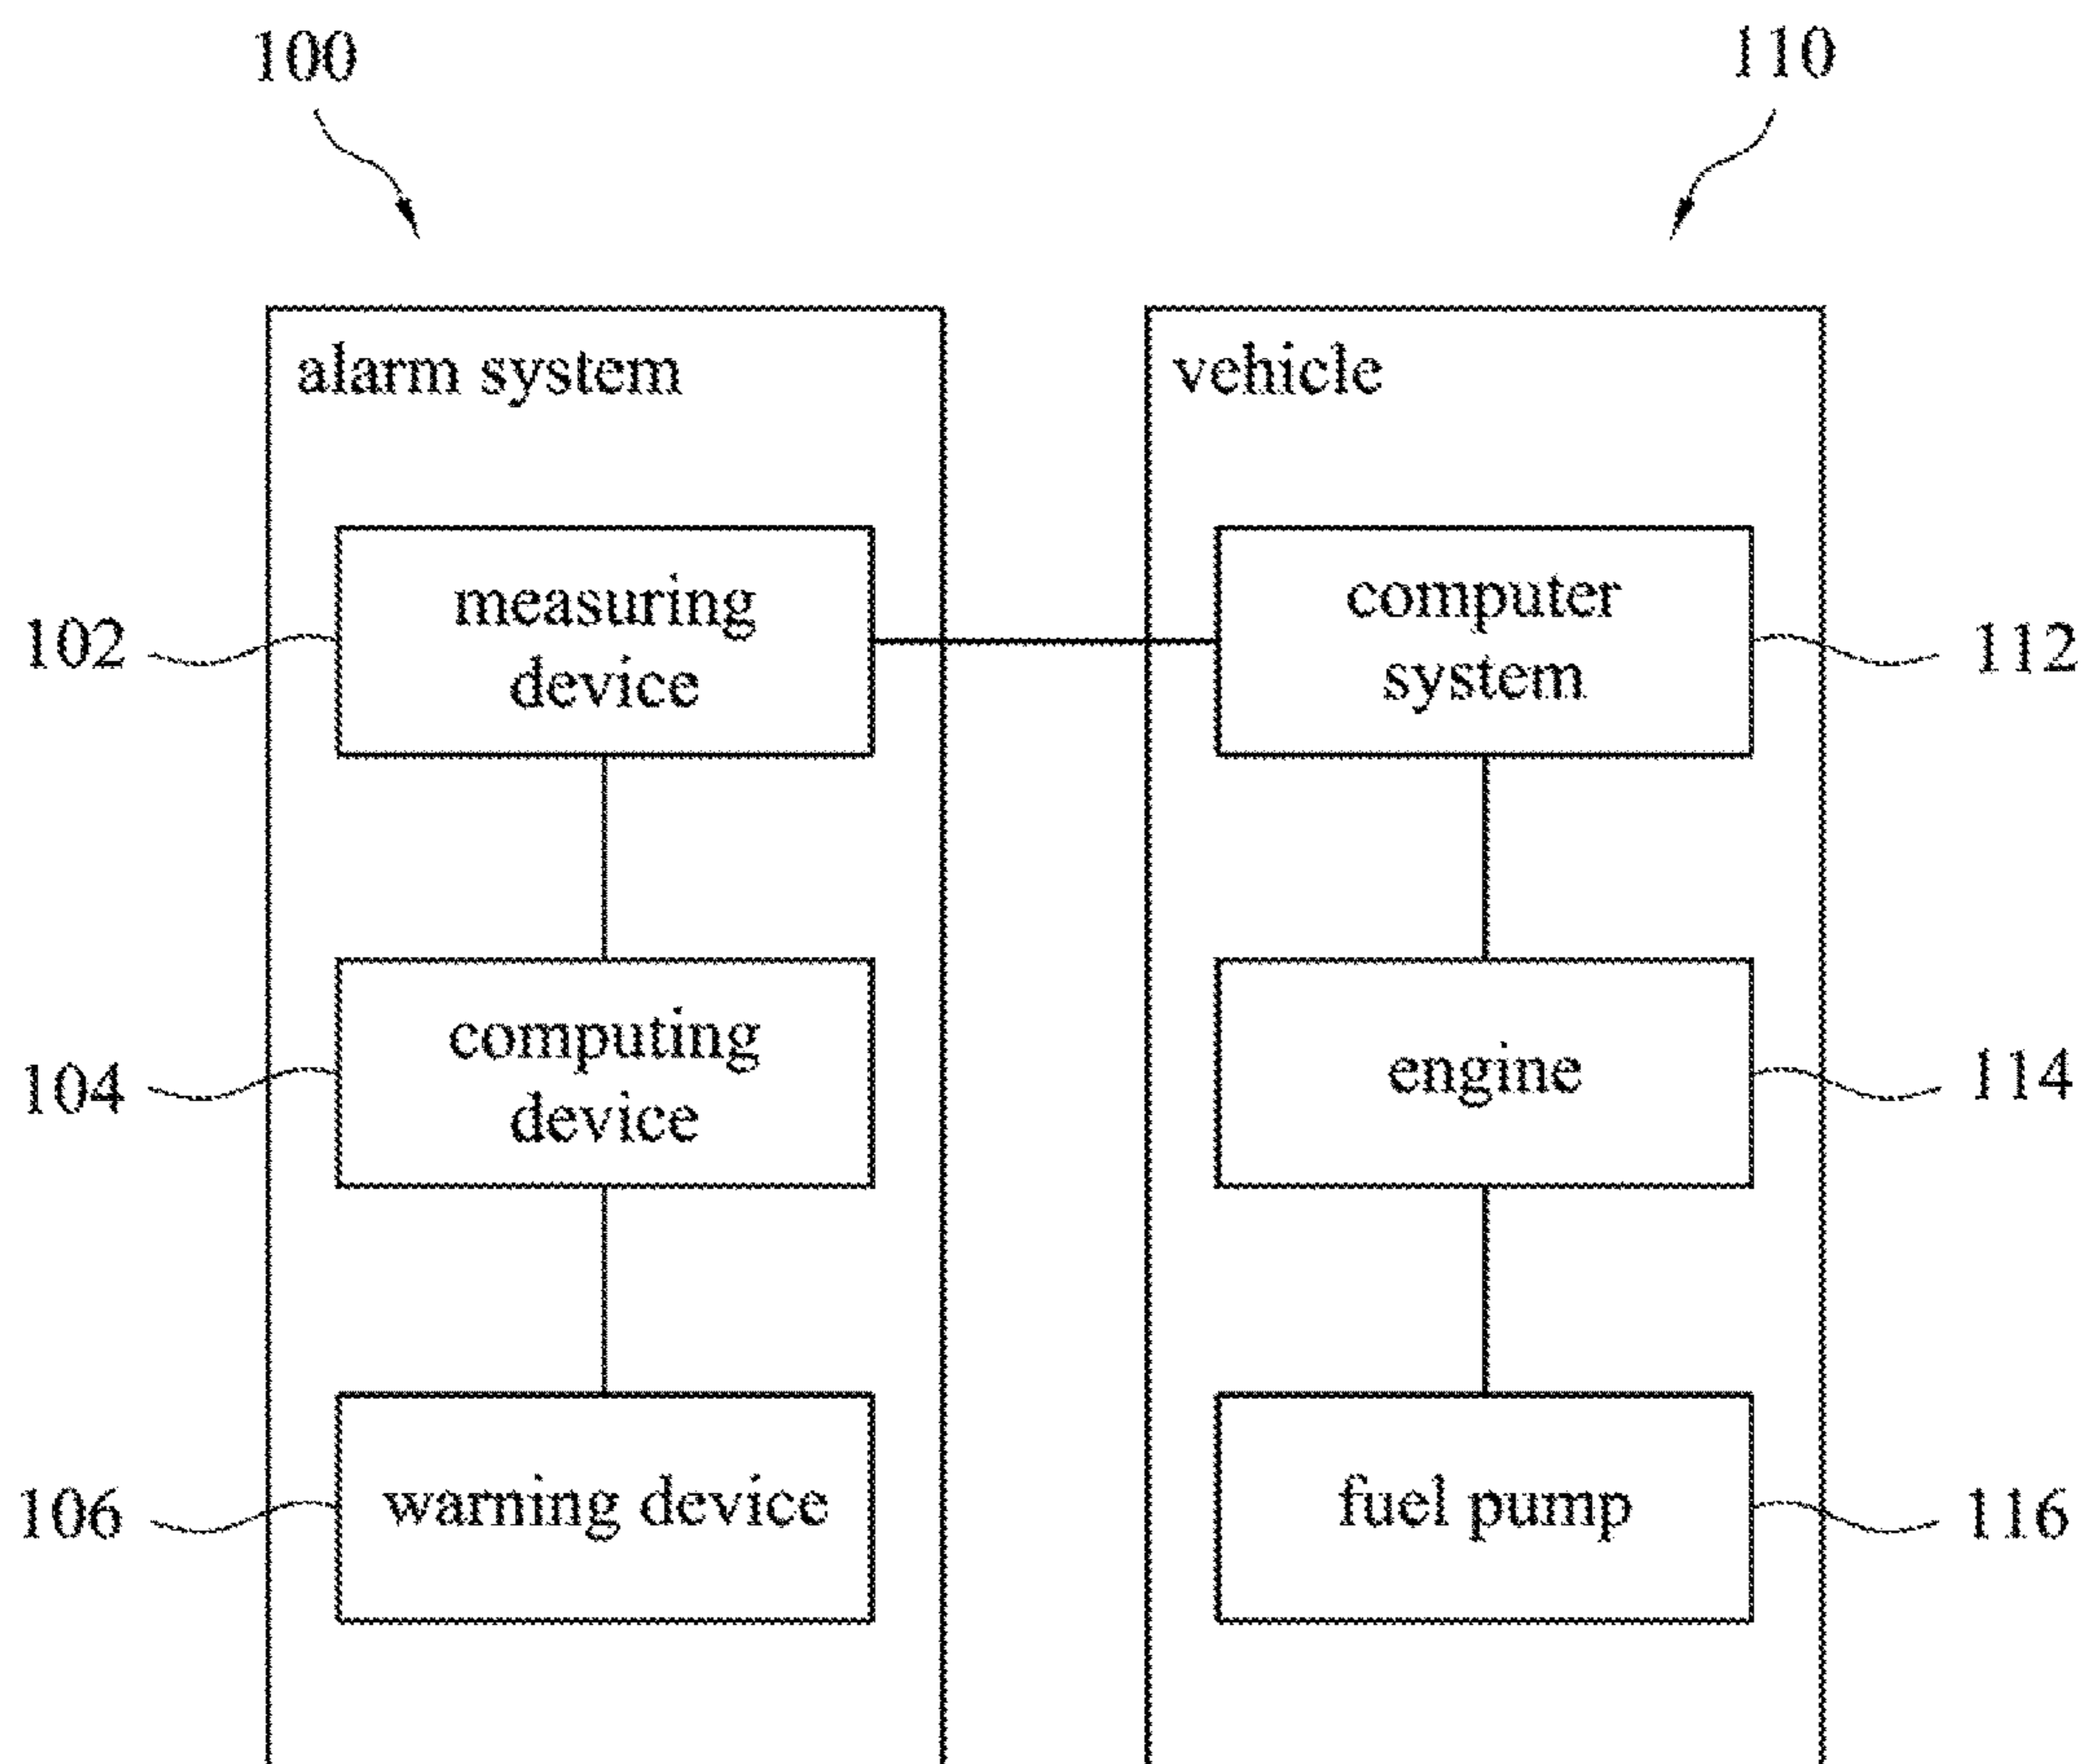 100
110
alarm system
vehicle
measuring
device
computer
system
102
112
computing
device
engine
104
114
warning device
fuel pump
106
116